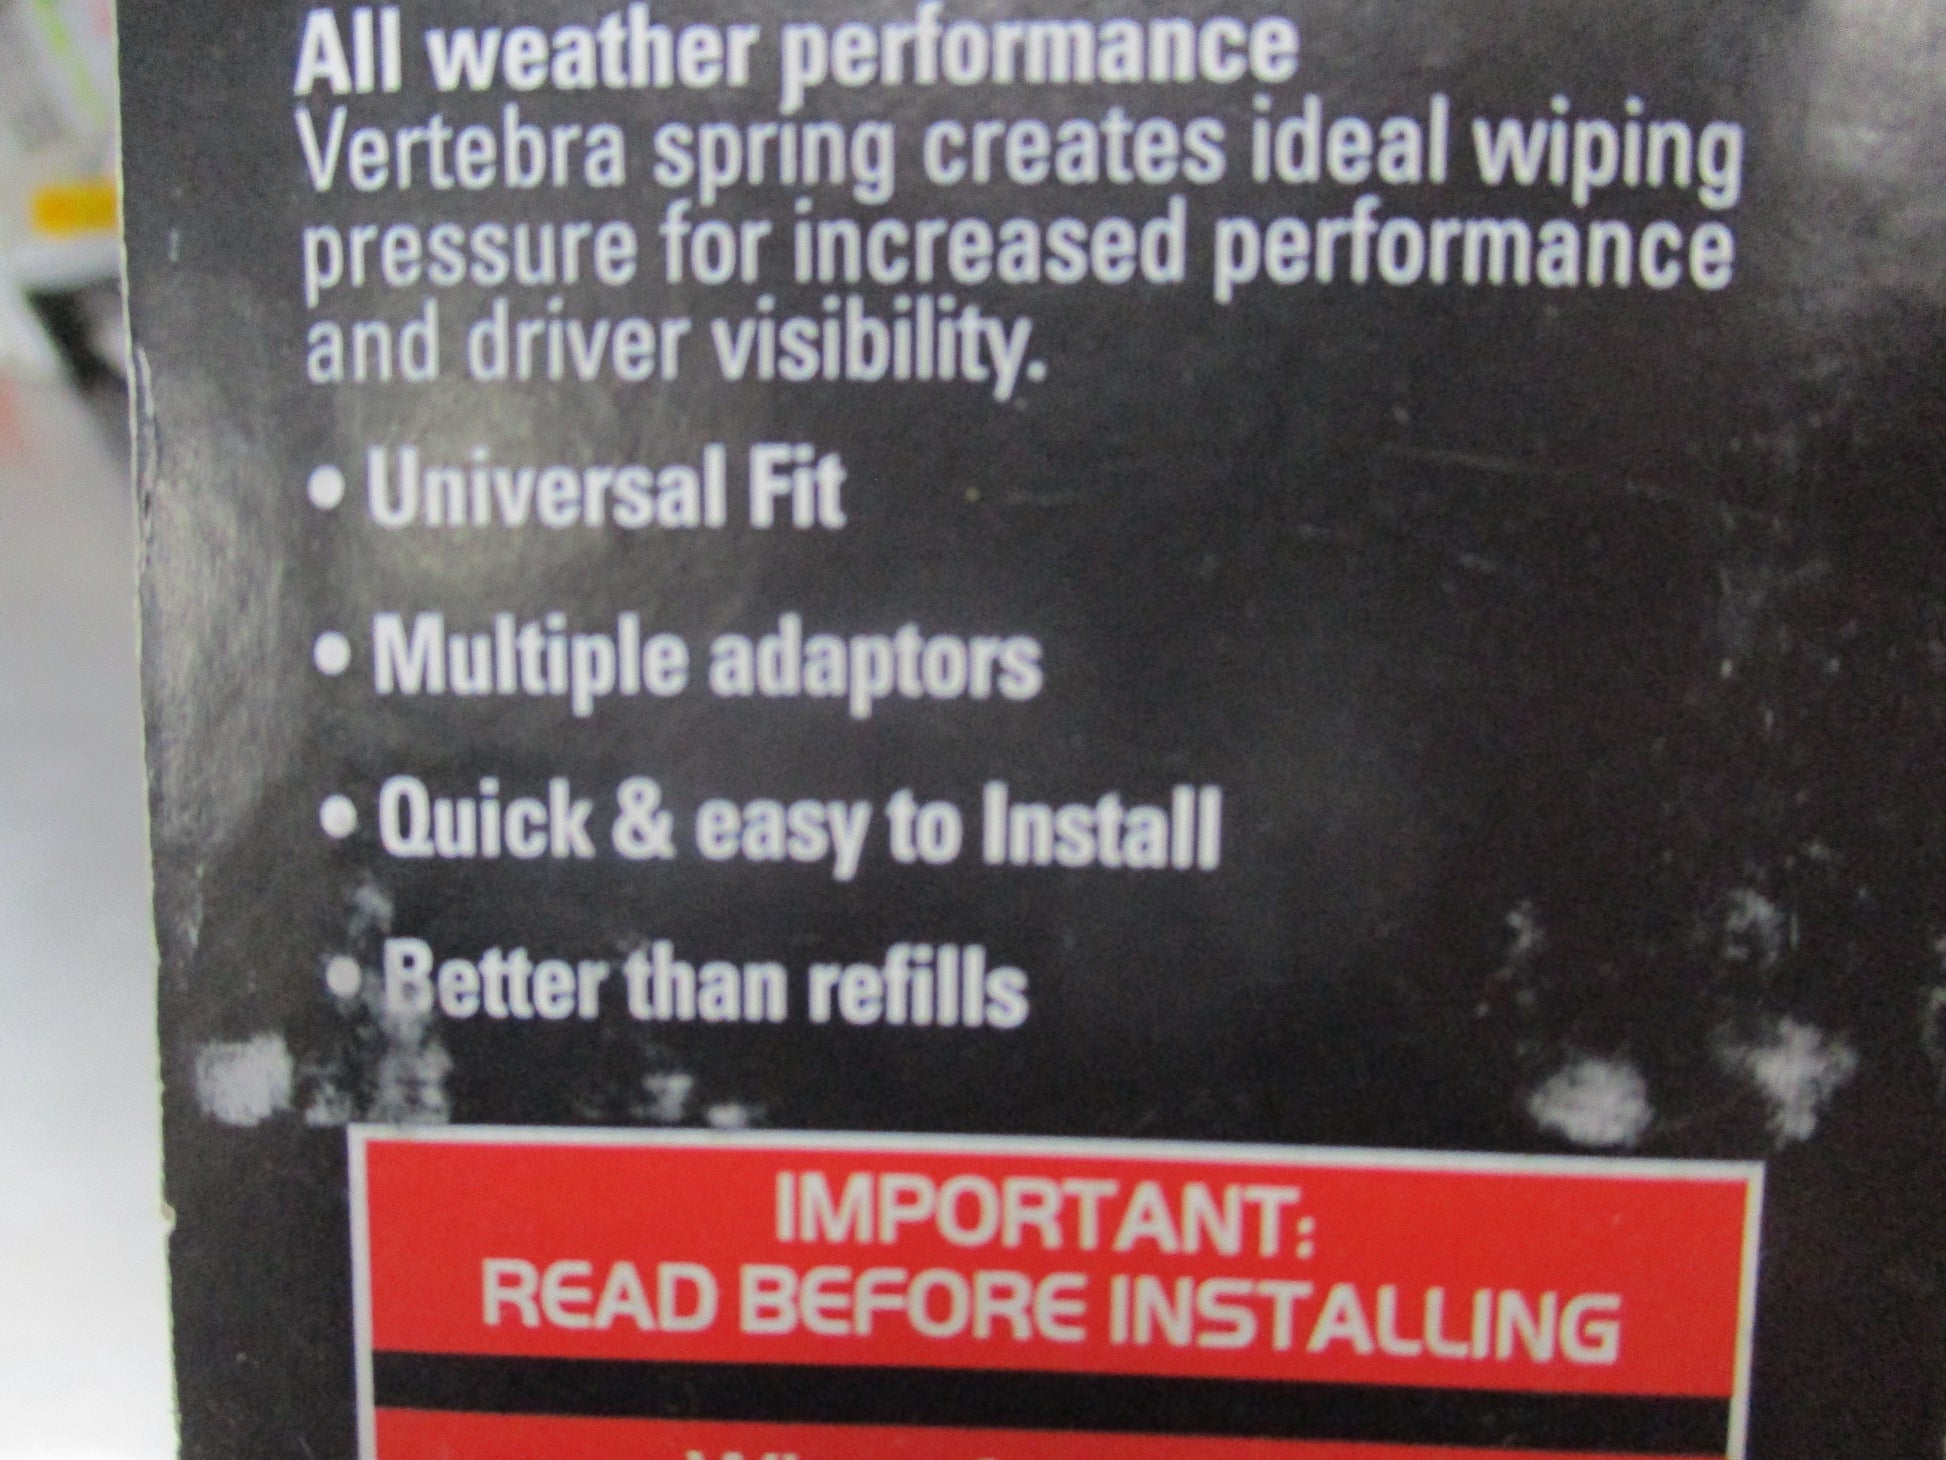 All weather performance
Vertebra spring creates ideal wiping
pressure for increased performance
and driver visibility.
• Universal Fit
• Multiple adaptors
• Quick & easy to Install
• Better than refills
IMPORTANT:
READ BEFORE INSTALLING